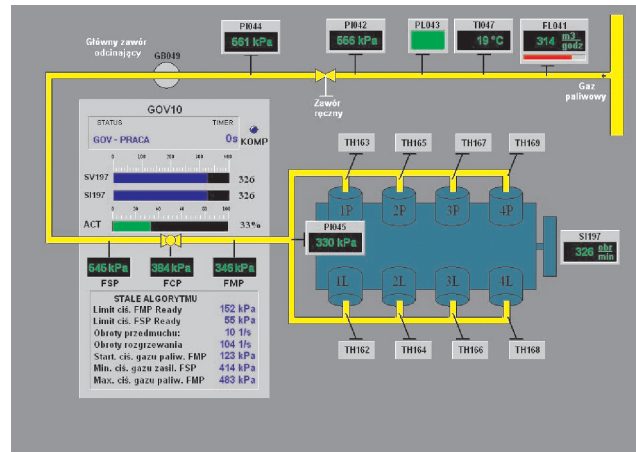 PI044
661 kPa
PI042
566 kPa
PL043
TI047
19 °C
FL041
314 m3/godz
Główny zawór
odcinający
GB049
Zawór
ręczny
Gaz
paliwowy
GOV10
STATUS TIMER
GOV - PRACA 0s
KOMP
SV197 326
SI197 326
ACT 33%
645 kPa 384 kPa 346 kPa
FSP FCP FMP
STALE ALGORYTMU
Limit ciś. FMP Ready 152 kPa
Limit ciś. FSP Ready 55 kPa
Obroty przedmuchu: 10 1/s
Obroty rozgrzewania 104 1/s
Start. ciś. gazu paliw. FMP 123 kPa
Min. ciś. gazu zasil. FSP 414 kPa
Max. ciś. gazu paliw. FMP 483 kPa
TH163 TH165 TH167 TH169
1P 2P 3P 4P
PI045
330 kPa
SI197
326 obr/min
1L 2L 3L 4L
TH162 TH164 TH166 TH168